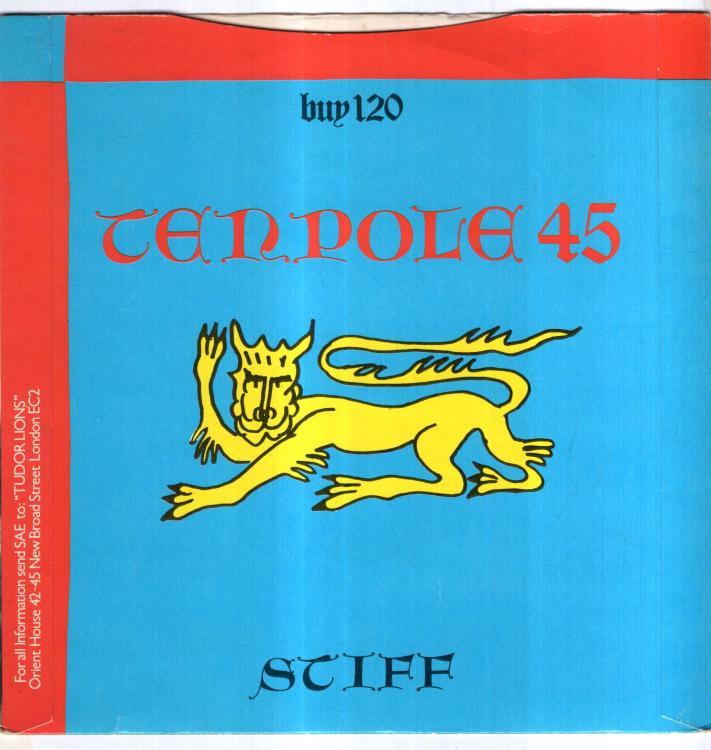 buy 120
TENPOLE 45
STIFF
For all Information send SAE to: "TUDOR LIONS"
Orient House 42-45 New Broad Street London EC2